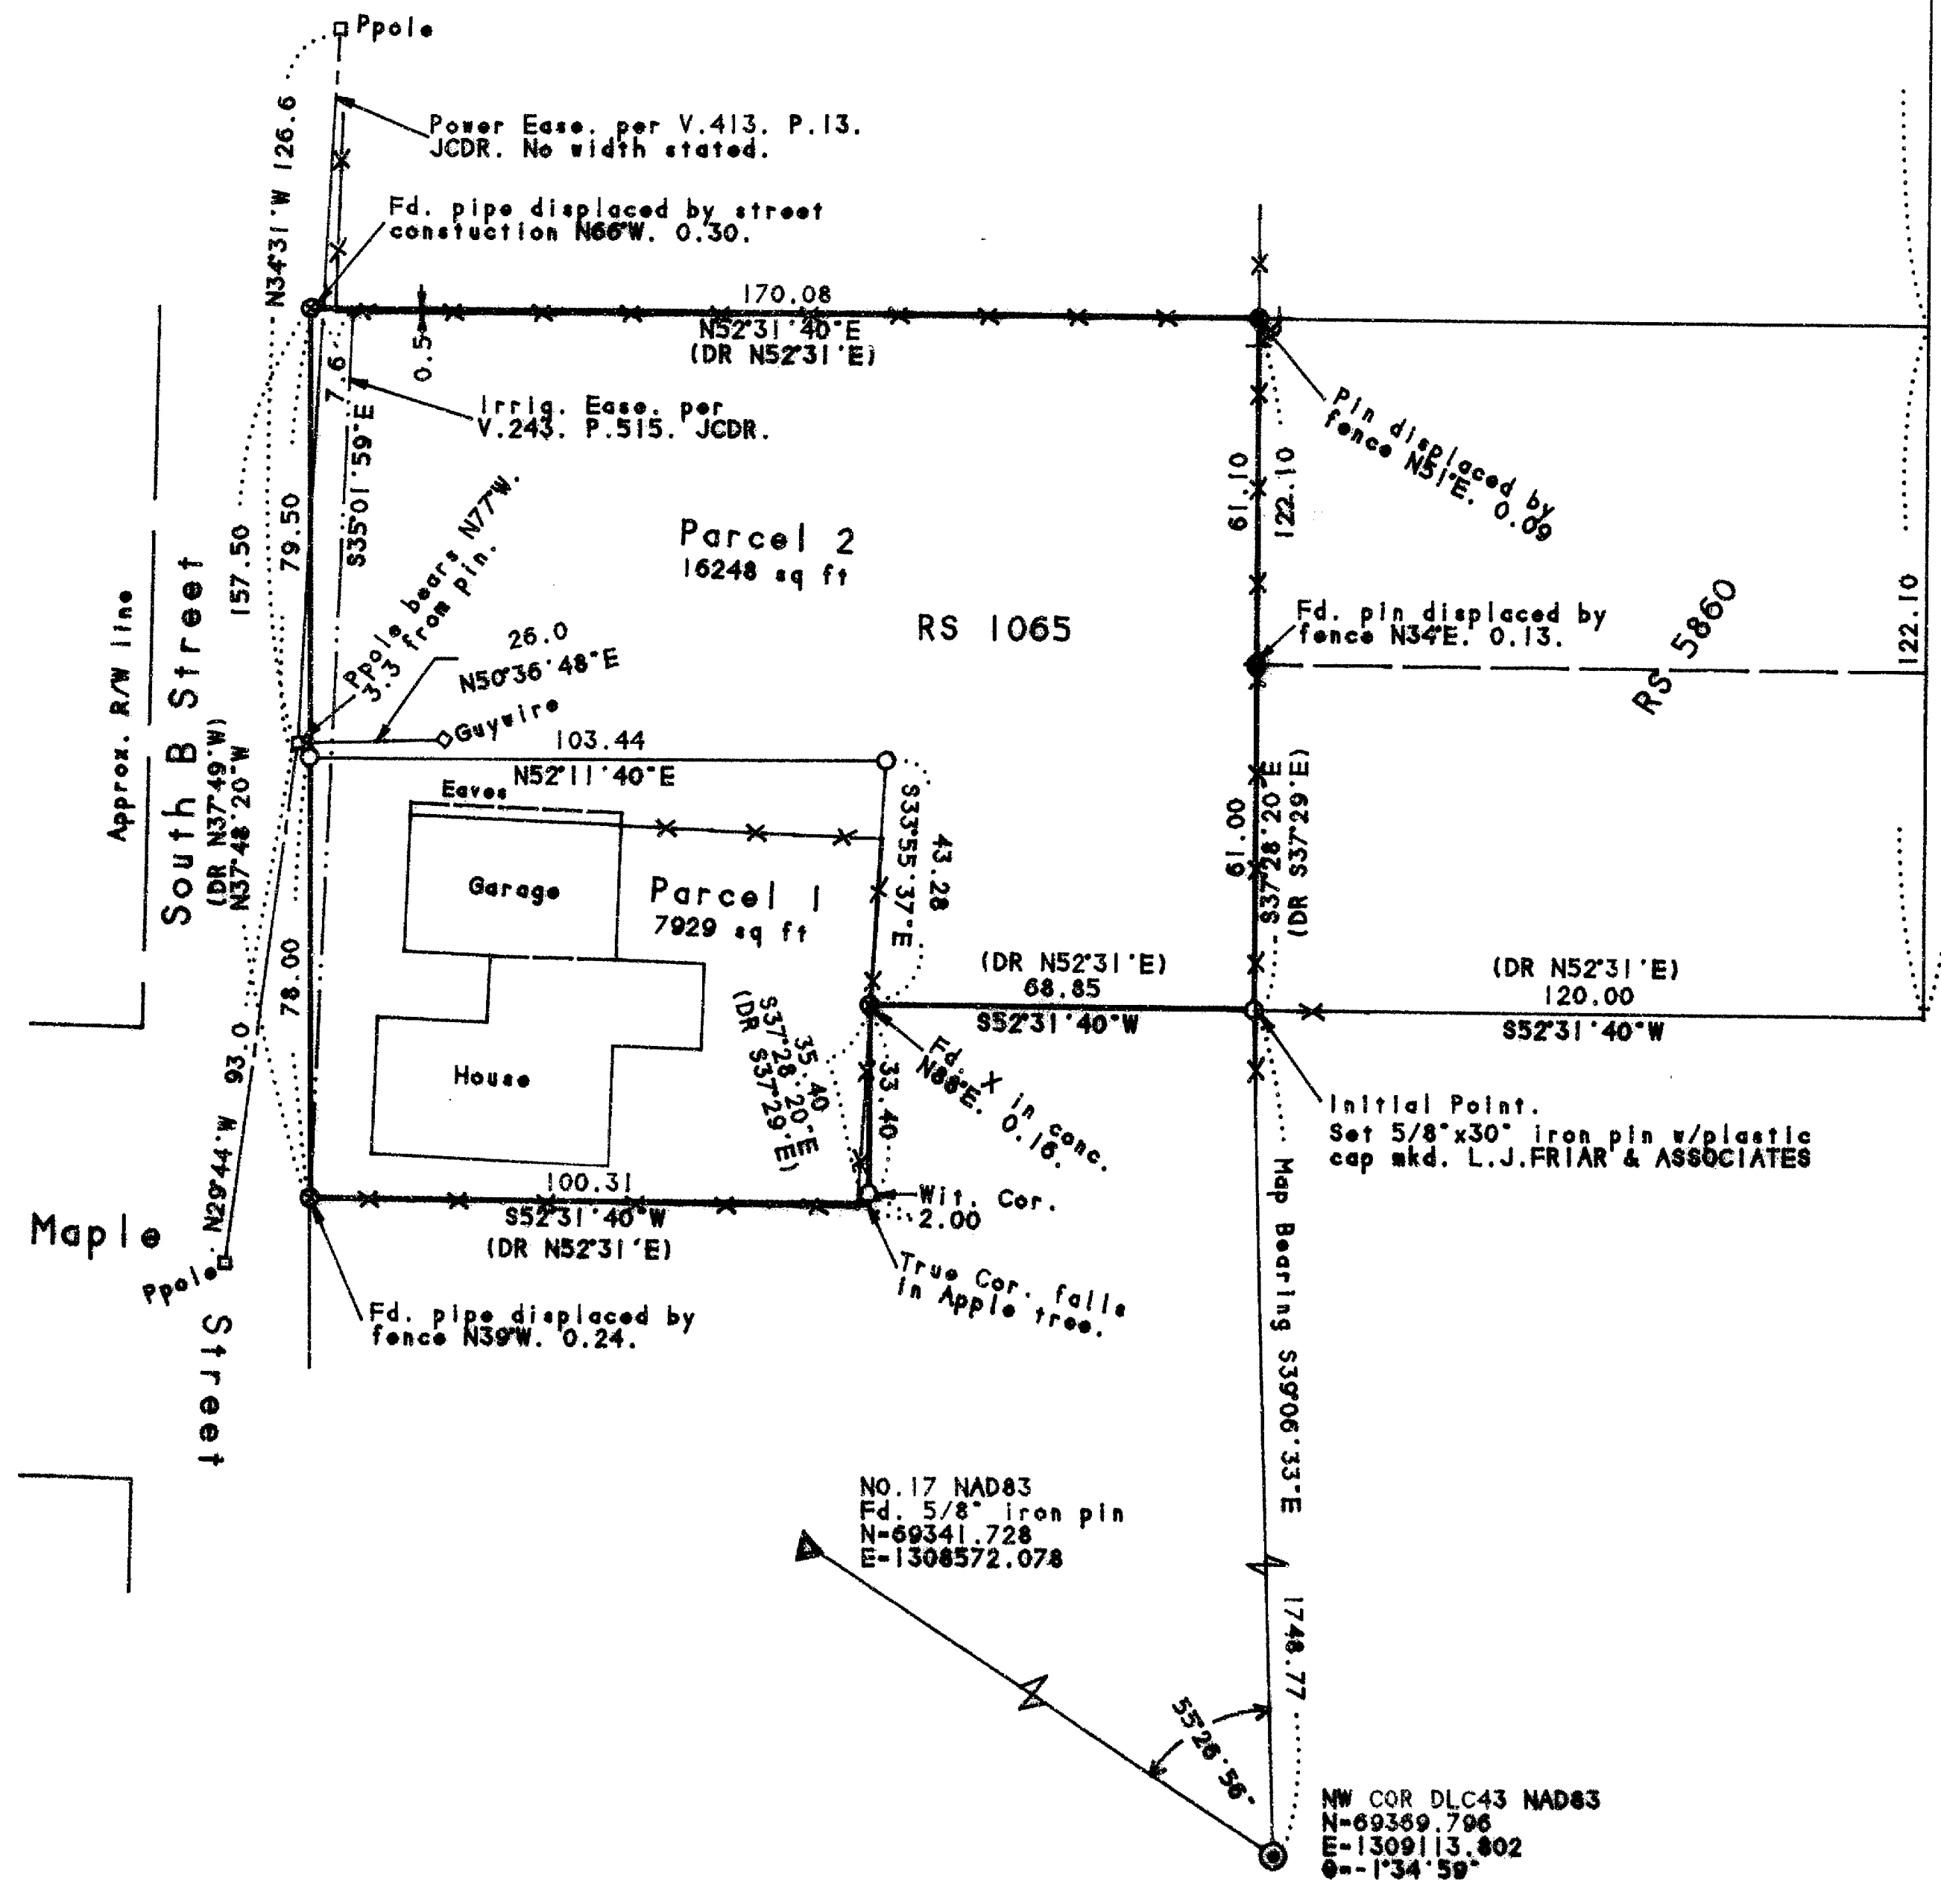 Ppole
N34°31'W 126.6
Power Ease. per V.413. P.13.
JCDR. No width stated.
Fd. pipe displaced by street
constuction N66°W. 0.30.
170.08
N52°31'40"E
(DR N52°31'E)
0.5
7.6
Irrig. Ease. per
V.243. P.515. JCDR.
S35°01'59"E
79.50
157.50
Pin displaced by
fence N51°E. 0.09
61.10
122.10
Parcel 2
16248 sq ft
RS 1065
Ppole bears N77°W.
3.3 from pin.
26.0
N50°36'48"E
Guywire
Fd. pin displaced by
fence N34°E. 0.13.
RS 5860
122.10
Approx. R/W line
South B Street
(DR N37°49'W)
N37°48'20"W
103.44
N52°11'40"E
Eaves
Garage
Parcel 1
7929 sq ft
S33°55'37"E
43.28
61.00
S37°28'20"E
(DR S37°29'E)
78.00
(DR N52°31'E)
68.85
S52°31'40"W
(DR N52°31'E)
120.00
S52°31'40"W
House
35.40
S37°28'20"E
(DR S37°29'E)
33.40
Fd. X in conc.
N86°E. 0.16.
Initial Point.
Set 5/8"x30" iron pin w/plastic
cap mkd. L.J.FRIAR & ASSOCIATES
N29°44'W 93.0
100.31
S52°31'40"W
(DR N52°31'E)
Wit. Cor.
2.00
True Cor. falls
in Apple tree.
Maple Street
Ppole
Fd. pipe displaced by
fence N39°W. 0.24.
Map Bearing S39°06'33"E
1748.77
NO.17 NAD83
Fd. 5/8" iron pin
N=69341.728
E=1308572.078
55°26'56"
NW COR DLC43 NAD83
N=69369.796
E=1309113.802
θ=-1°34'59"